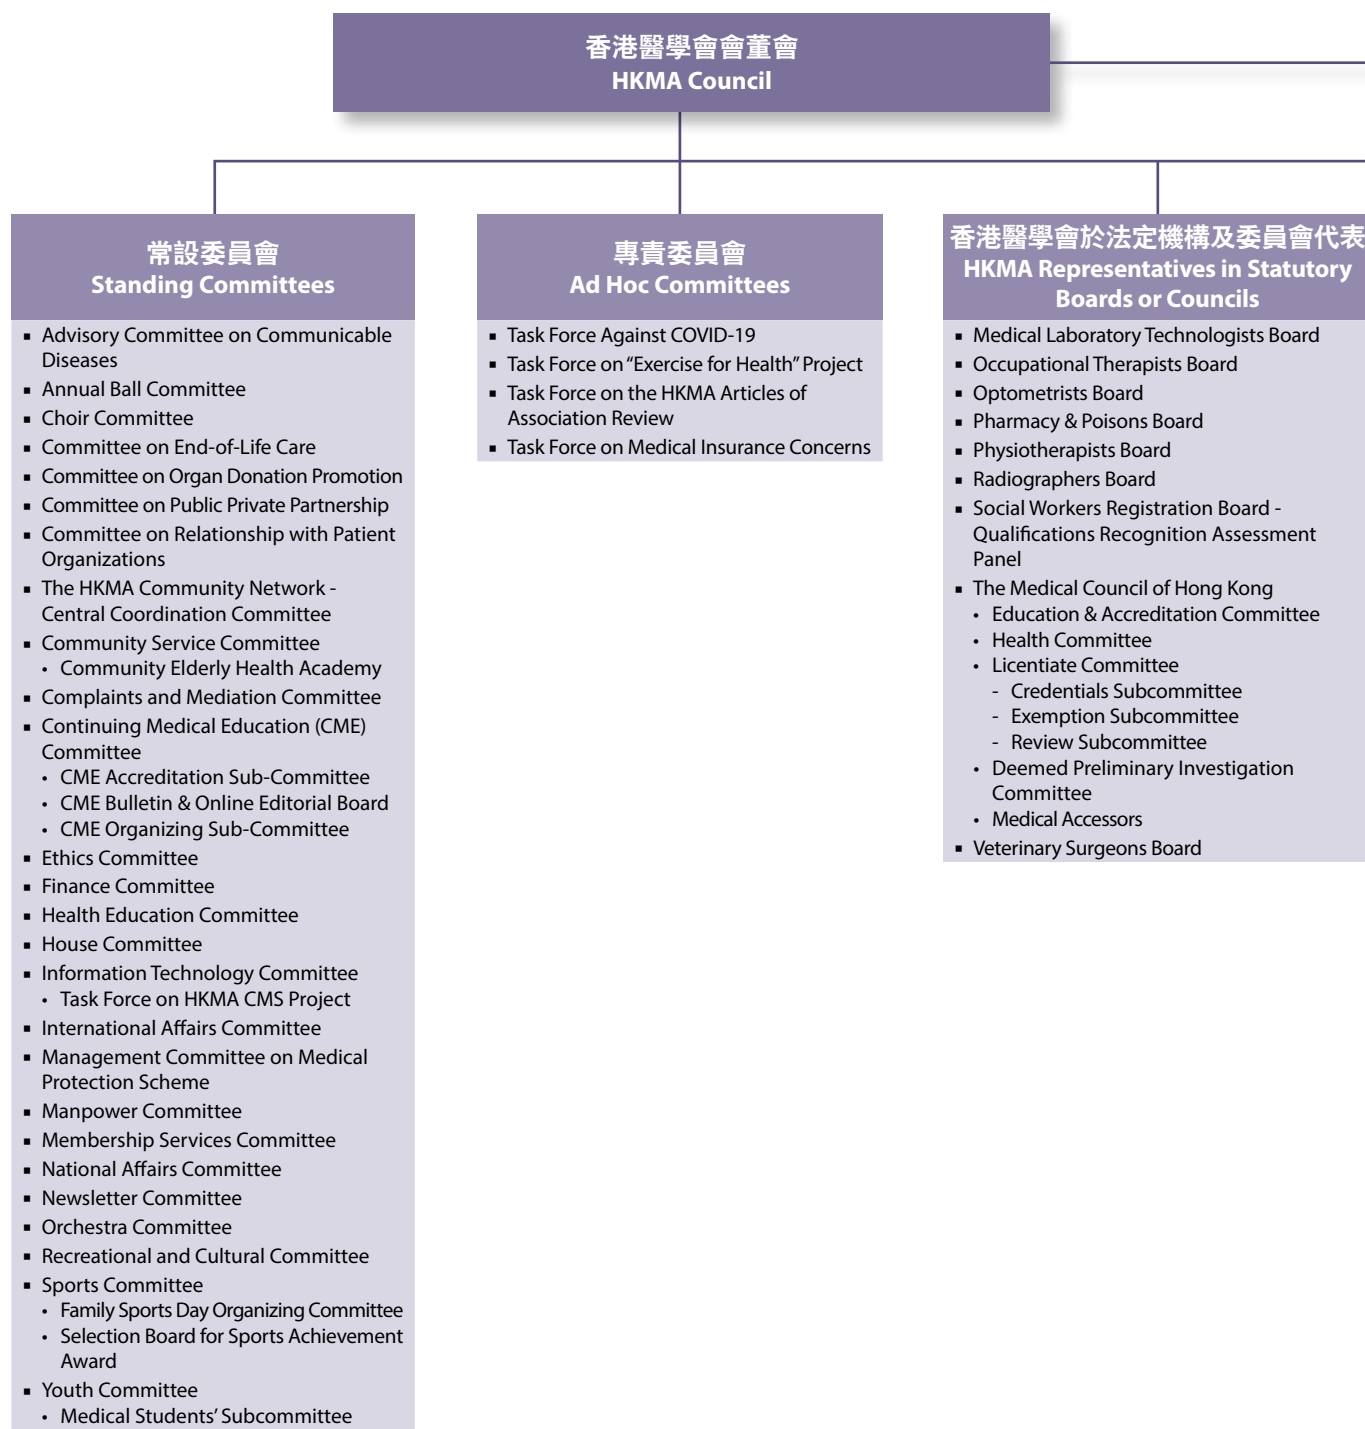 香港醫學會會董會
HKMA Council
常設委員會
Standing Committees
▪ Advisory Committee on Communicable
Diseases
▪ Annual Ball Committee
▪ Choir Committee
▪ Committee on End-of-Life Care
▪ Committee on Organ Donation Promotion
▪ Committee on Public Private Partnership
▪ Committee on Relationship with Patient
Organizations
▪ The HKMA Community Network -
Central Coordination Committee
▪ Community Service Committee
• Community Elderly Health Academy
▪ Complaints and Mediation Committee
▪ Continuing Medical Education (CME)
Committee
• CME Accreditation Sub-Committee
• CME Bulletin & Online Editorial Board
• CME Organizing Sub-Committee
▪ Ethics Committee
▪ Finance Committee
▪ Health Education Committee
▪ House Committee
▪ Information Technology Committee
• Task Force on HKMA CMS Project
▪ International Affairs Committee
▪ Management Committee on Medical
Protection Scheme
▪ Manpower Committee
▪ Membership Services Committee
▪ National Affairs Committee
▪ Newsletter Committee
▪ Orchestra Committee
▪ Recreational and Cultural Committee
▪ Sports Committee
• Family Sports Day Organizing Committee
• Selection Board for Sports Achievement
Award
▪ Youth Committee
• Medical Students' Subcommittee
專責委員會
Ad Hoc Committees
▪ Task Force Against COVID-19
▪ Task Force on "Exercise for Health" Project
▪ Task Force on the HKMA Articles of
Association Review
▪ Task Force on Medical Insurance Concerns
香港醫學會於法定機構及委員會代表
HKMA Representatives in Statutory
Boards or Councils
▪ Medical Laboratory Technologists Board
▪ Occupational Therapists Board
▪ Optometrists Board
▪ Pharmacy & Poisons Board
▪ Physiotherapists Board
▪ Radiographers Board
▪ Social Workers Registration Board -
Qualifications Recognition Assessment
Panel
▪ The Medical Council of Hong Kong
• Education & Accreditation Committee
• Health Committee
• Licentiate Committee
- Credentials Subcommittee
- Exemption Subcommittee
- Review Subcommittee
• Deemed Preliminary Investigation
Committee
• Medical Accessors
▪ Veterinary Surgeons Board